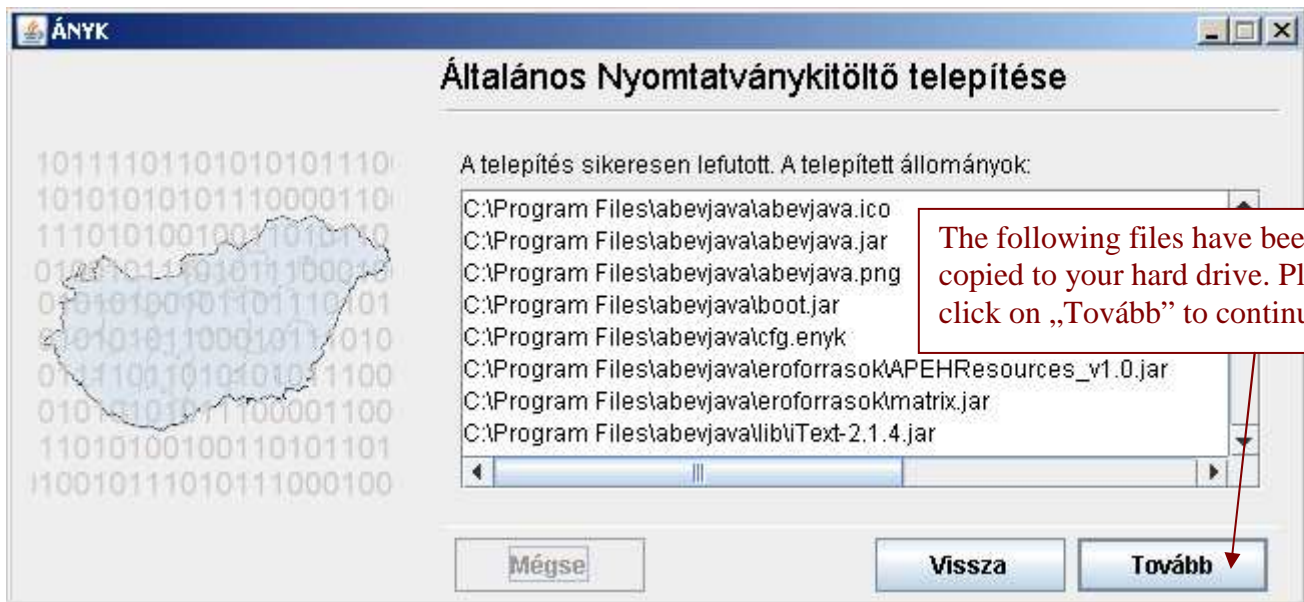 ÁNYK
Általános Nyomtatványkitöltő telepítése
A telepítés sikeresen lefutott. A telepített állományok:
C:\Program Files\abevjava\abevjava.ico
C:\Program Files\abevjava\abevjava.jar
C:\Program Files\abevjava\abevjava.png
C:\Program Files\abevjava\boot.jar
C:\Program Files\abevjava\cfg.enyk
C:\Program Files\abevjava\eroforrasok\APEHResources_v1.0.jar
C:\Program Files\abevjava\eroforrasok\matrix.jar
C:\Program Files\abevjava\lib\iText-2.1.4.jar
The following files have bee
copied to your hard drive. Pl
click on „Tovább” to continu
Mégse
Vissza
Tovább